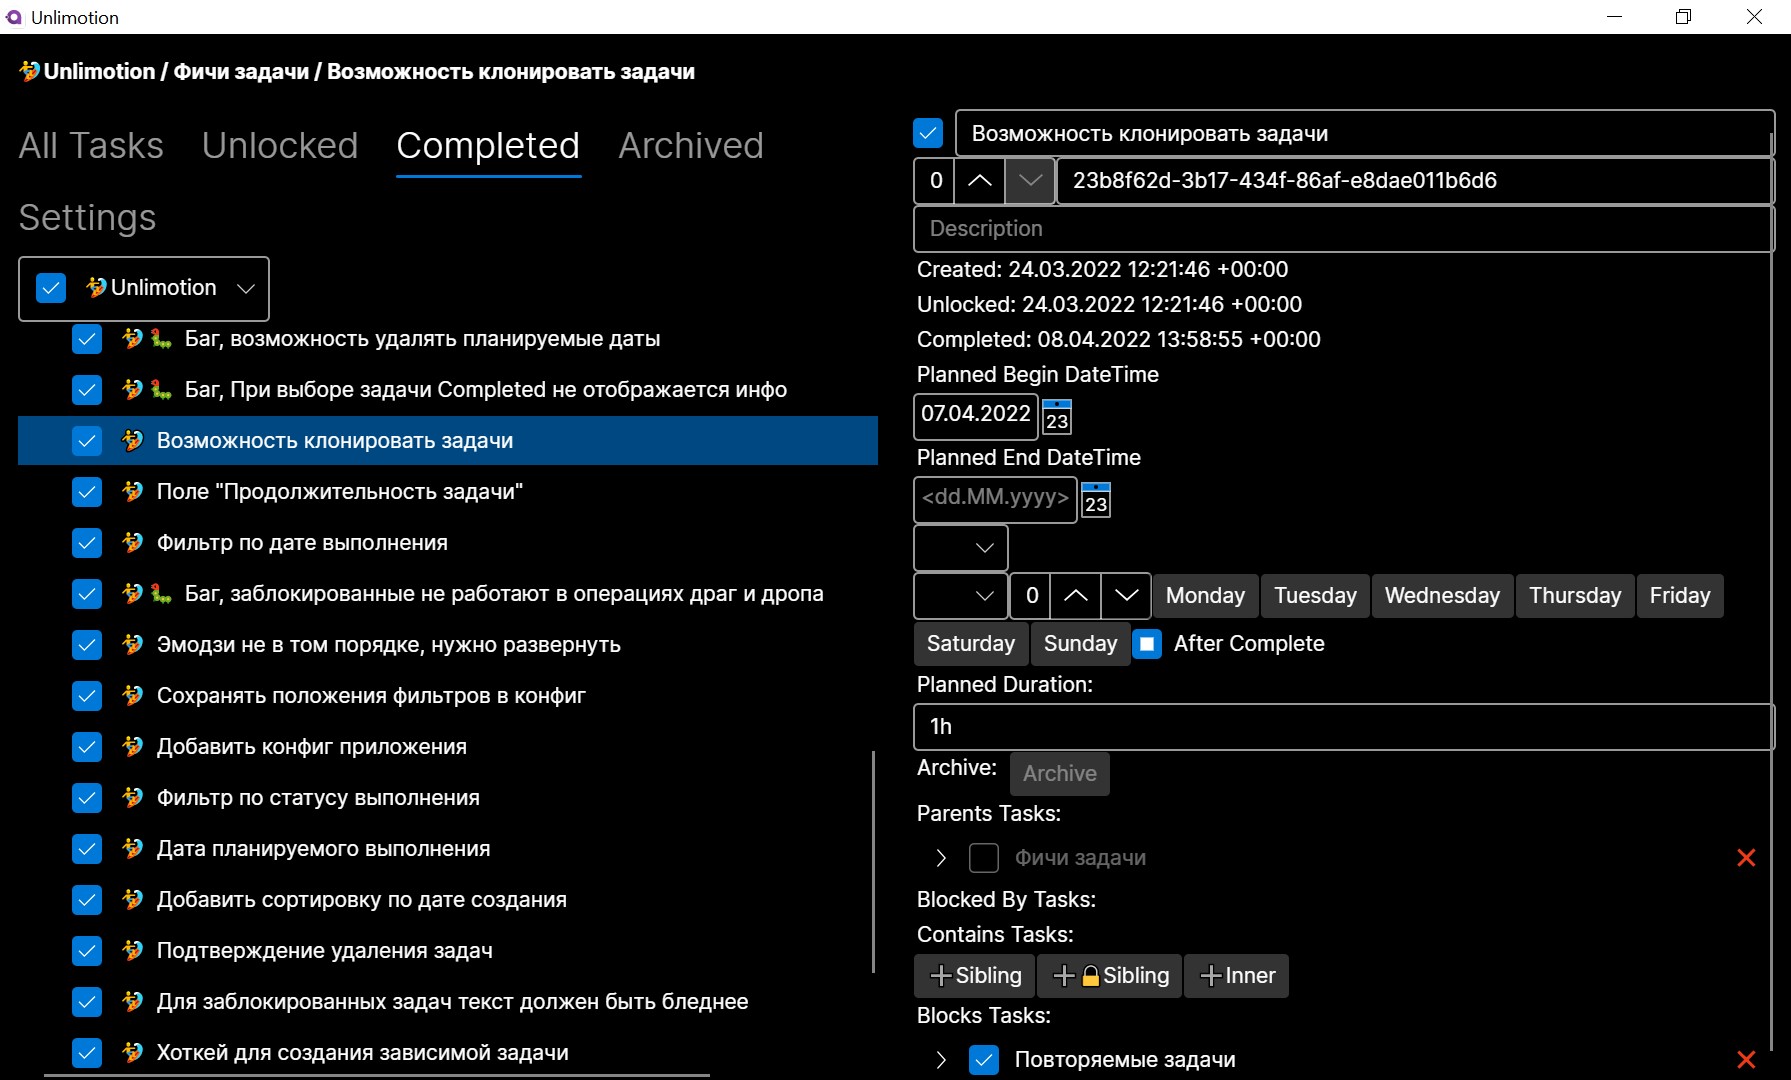 Unlimotion
Unlimotion / Фичи задачи / Возможность клонировать задачи
All Tasks Unlocked Completed Archived
Settings
Unlimotion
Баг, возможность удалять планируемые даты
Баг, При выборе задачи Completed не отображается инфо
Возможность клонировать задачи
Поле "Продолжительность задачи"
Фильтр по дате выполнения
Баг, заблокированные не работают в операциях драг и дропа
Эмодзи не в том порядке, нужно развернуть
Сохранять положения фильтров в конфиг
Добавить конфиг приложения
Фильтр по статусу выполнения
Дата планируемого выполнения
Добавить сортировку по дате создания
Подтверждение удаления задач
Для заблокированных задач текст должен быть бледнее
Хоткей для создания зависимой задачи
Возможность клонировать задачи
0 23b8f62d-3b17-434f-86af-e8dae011b6d6
Description
Created: 24.03.2022 12:21:46 +00:00
Unlocked: 24.03.2022 12:21:46 +00:00
Completed: 08.04.2022 13:58:55 +00:00
Planned Begin DateTime
07.04.2022 23
Planned End DateTime
<dd.MM.yyyy> 23
0 Monday Tuesday Wednesday Thursday Friday
Saturday Sunday After Complete
Planned Duration:
1h
Archive: Archive
Parents Tasks:
Фичи задачи
Blocked By Tasks:
Contains Tasks:
+Sibling +Sibling +Inner
Blocks Tasks:
Повторяемые задачи